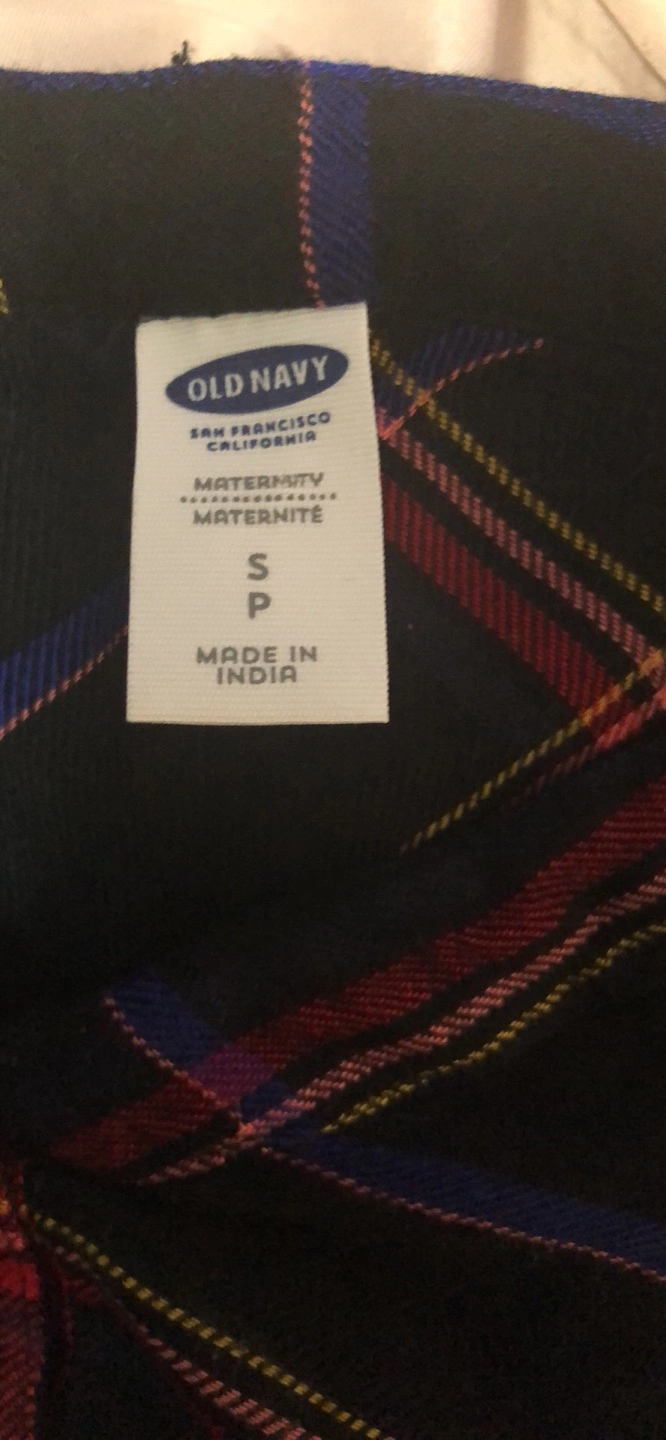 OLD NAVY
SAN FRANCISCO
CALIFORNIA
MATERNITY
MATERNITÉ
S
P
MADE IN
INDIA